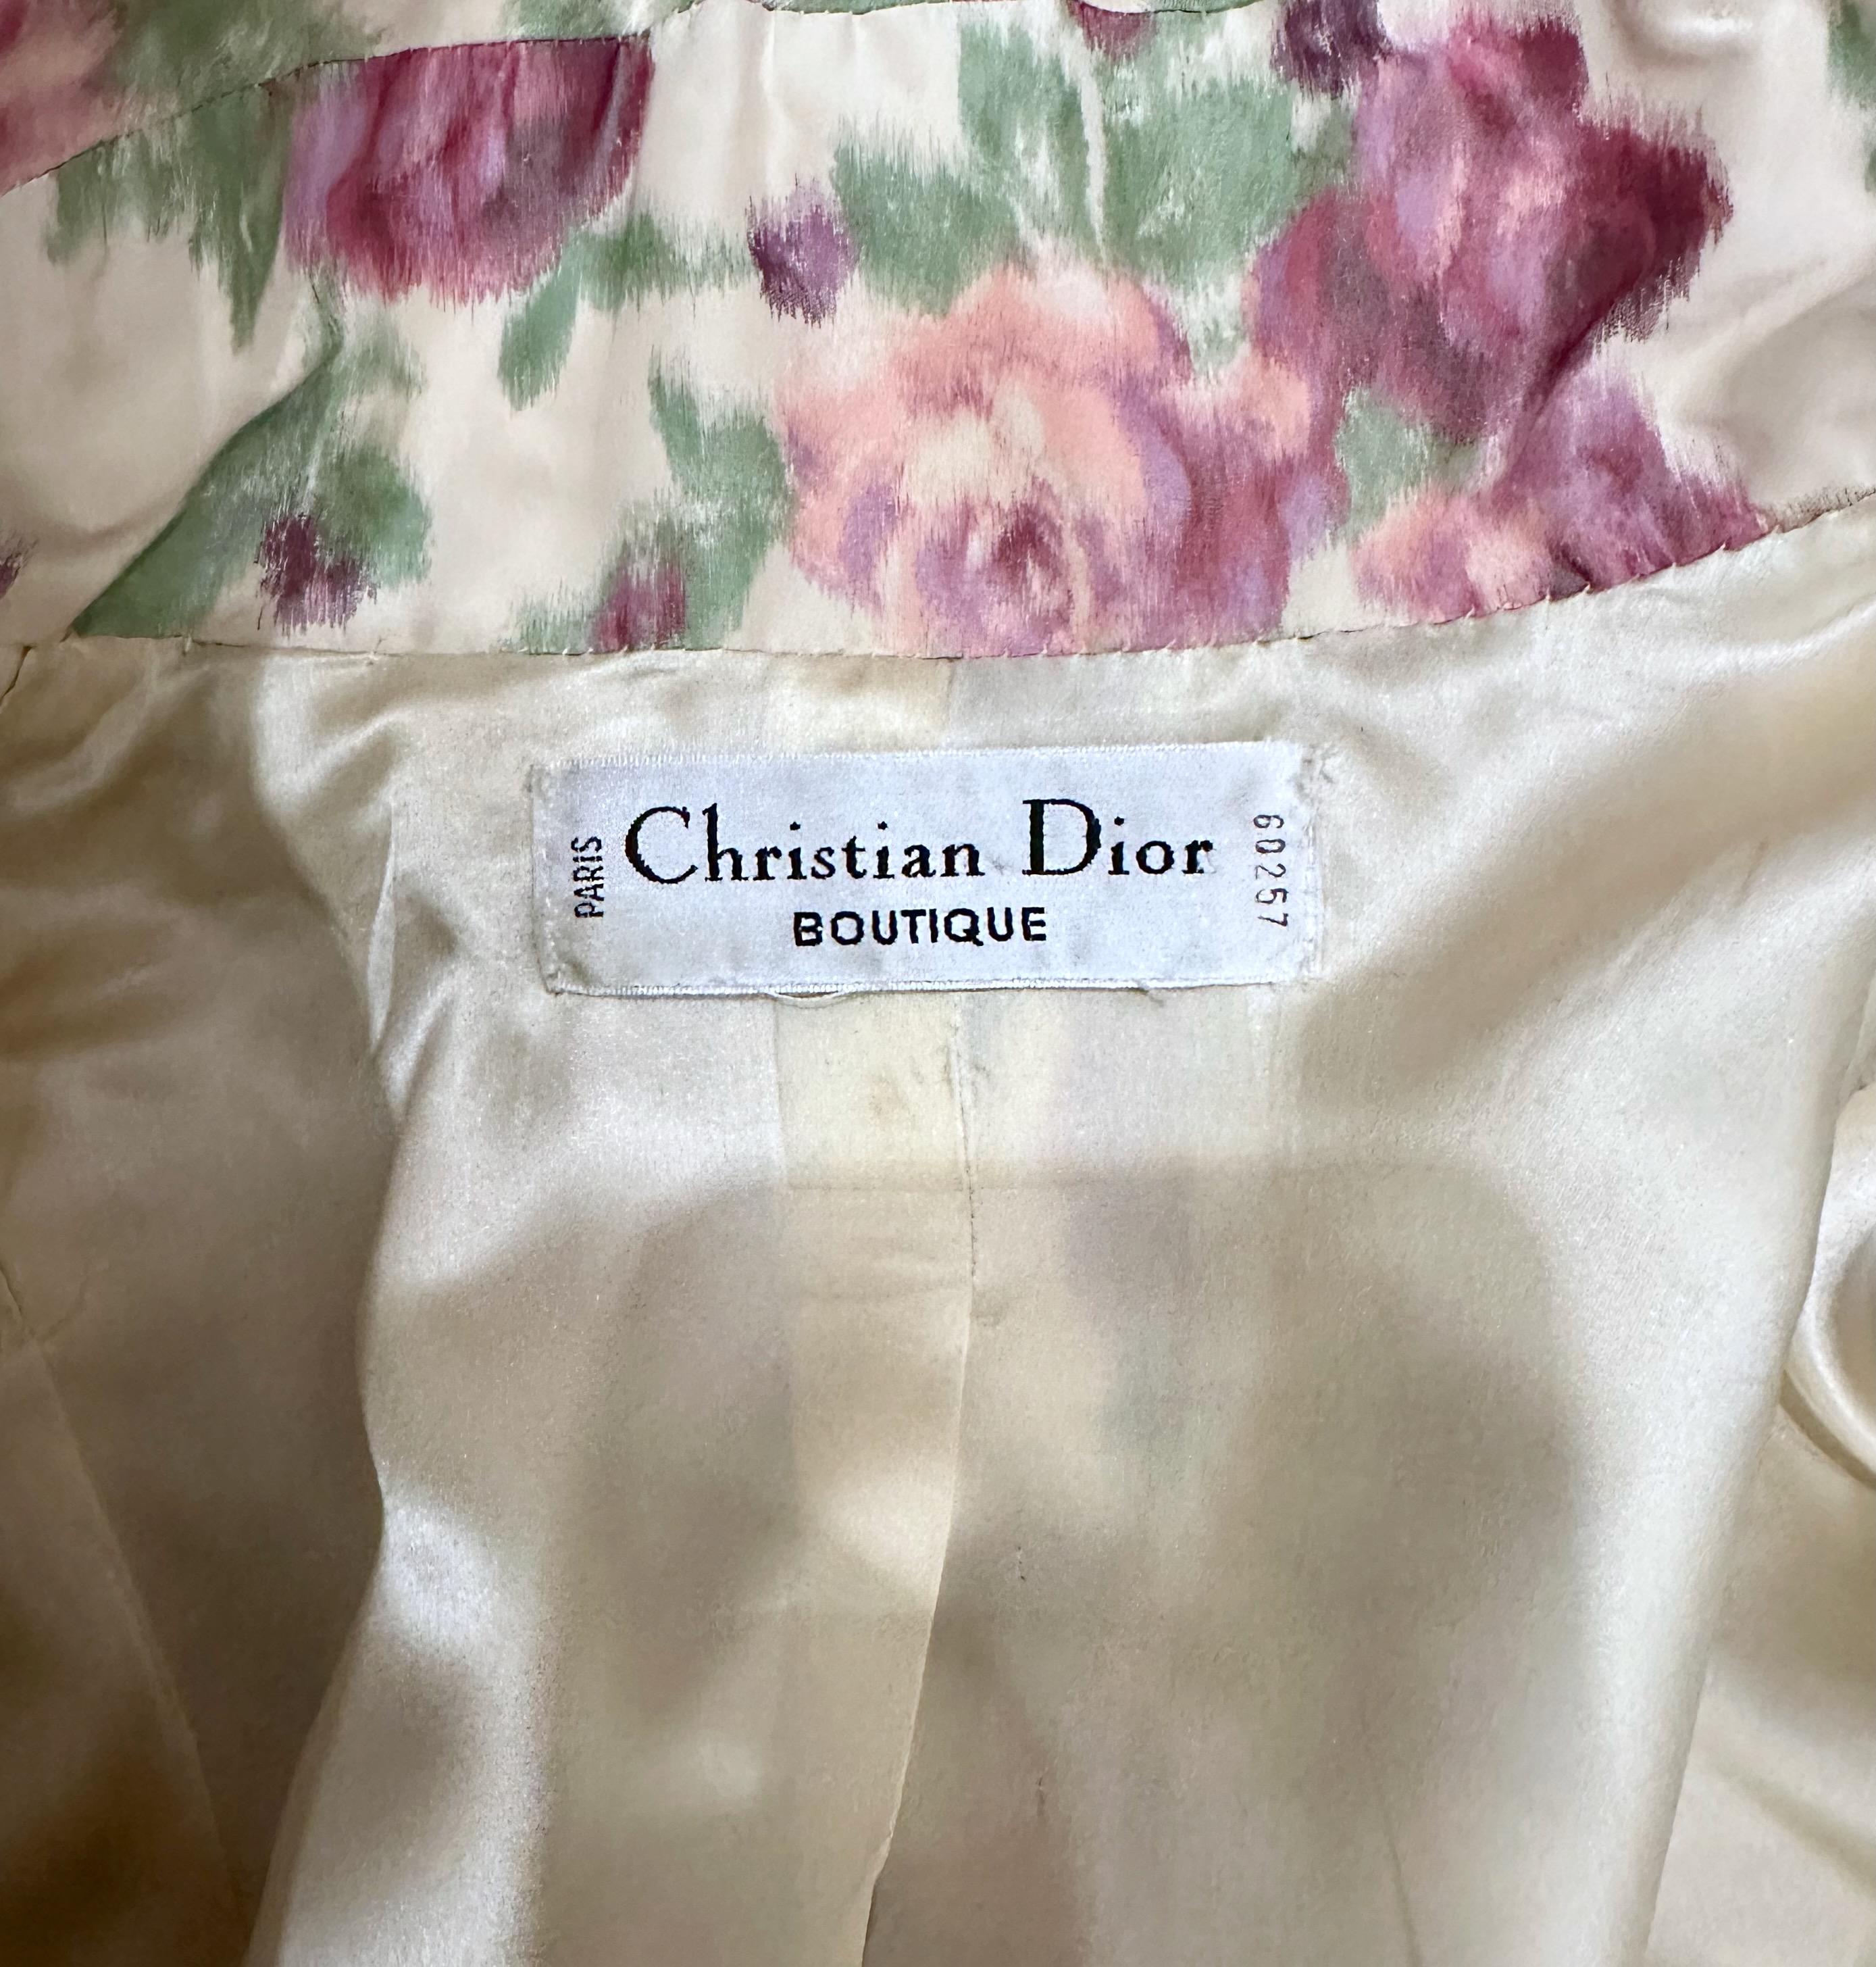 PARIS
Christian Dior
BOUTIQUE
60257